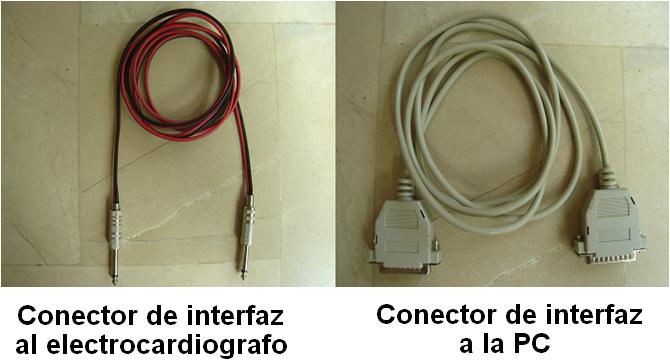 Conector de interfaz
al electrocardiografo
Conector de interfaz
a la PC